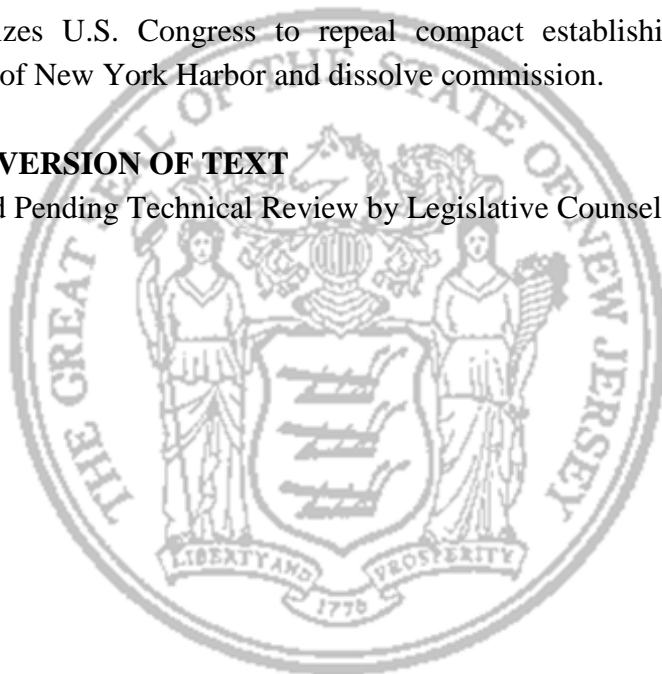 izes U.S. Congress to repeal compact establishi
of New York Harbor and dissolve commission.
VERSION OF TEXT
d Pending Technical Review by Legislative Counsel
THE GREAT SEAL OF THE STATE OF NEW JERSEY
LIBERTY AND PROSPERITY
1776